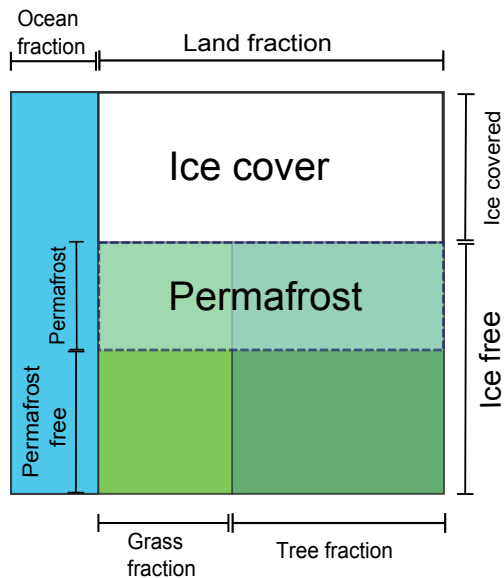 Ocean
fraction
Land fraction
Ice cover
Ice covered
Permafrost
Permafrost
Ice free
Permafrost
free
Grass
fraction
Tree fraction